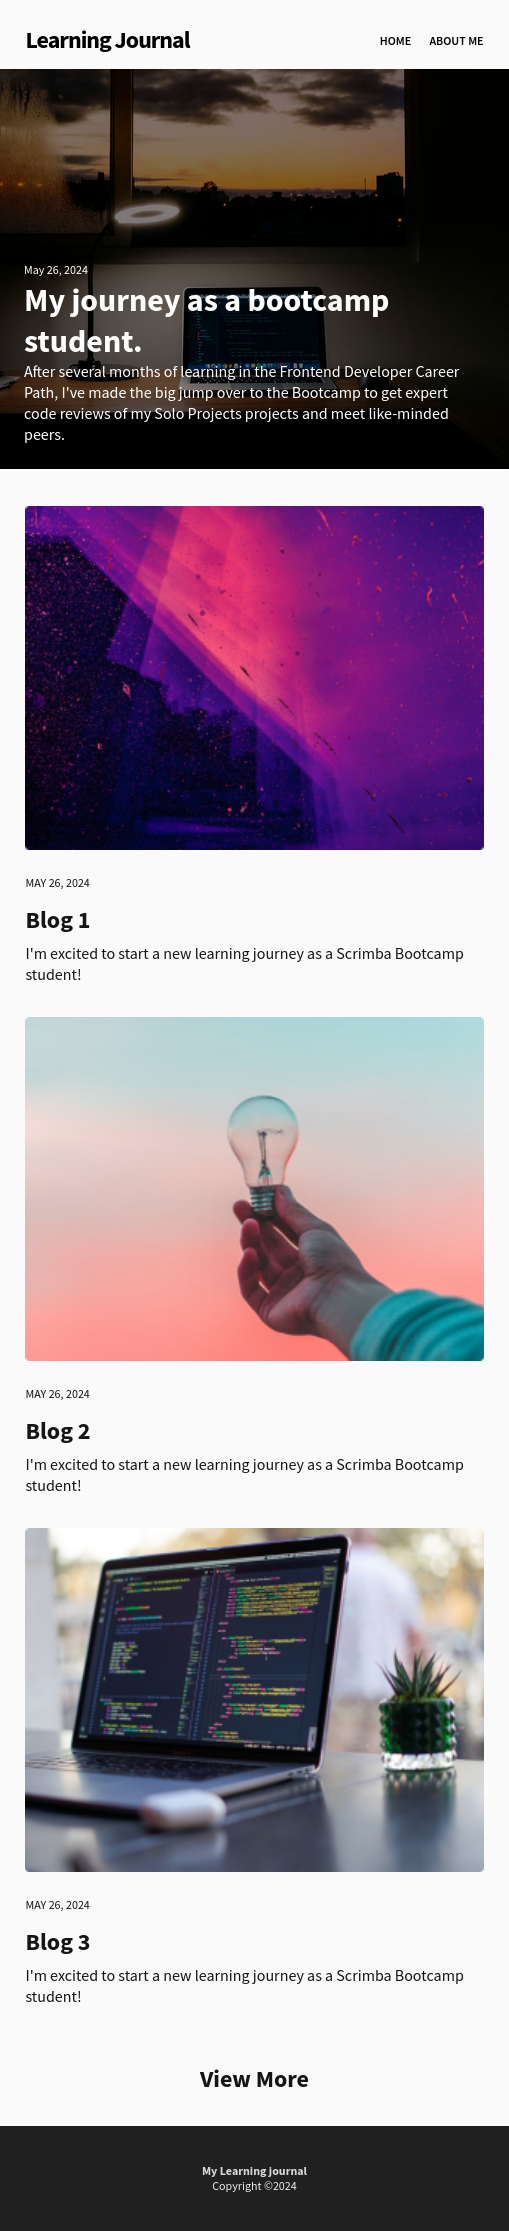 Learning Journal
HOME ABOUT ME
May 26, 2024
My journey as a bootcamp
student.
After several months of learning in the Frontend Developer Career
Path, I've made the big jump over to the Bootcamp to get expert
code reviews of my Solo Projects projects and meet like-minded
peers.
MAY 26, 2024
Blog 1
I'm excited to start a new learning journey as a Scrimba Bootcamp
student!
MAY 26, 2024
Blog 2
I'm excited to start a new learning journey as a Scrimba Bootcamp
student!
MAY 26, 2024
Blog 3
I'm excited to start a new learning journey as a Scrimba Bootcamp
student!
View More
My Learning journal
Copyright ©2024